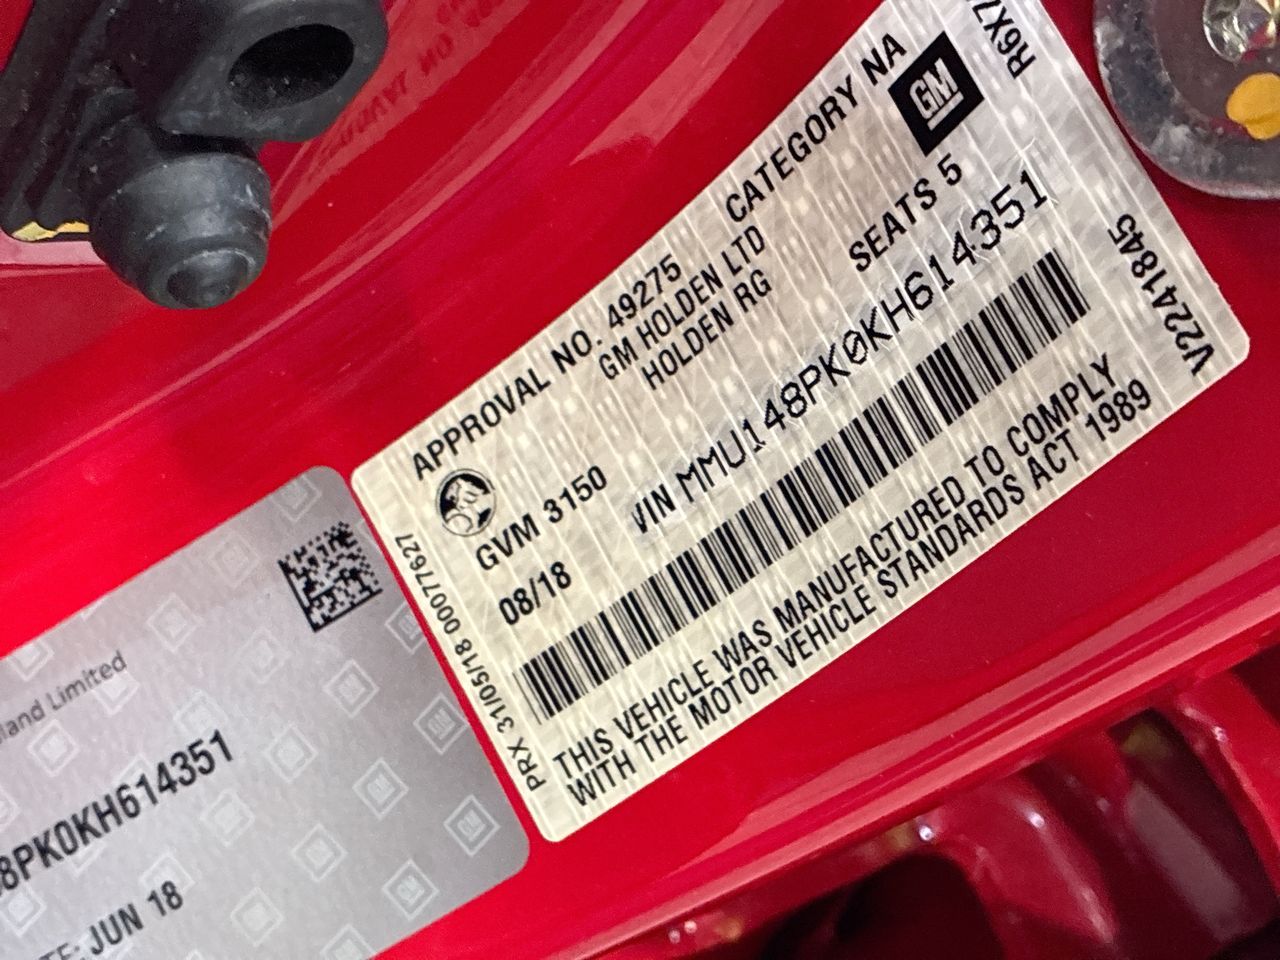 APPROVAL NO. 49275 CATEGORY NA
GM HOLDEN LTD
HOLDEN RG
GM
GVM 3150
SEATS 5
08/18
VIN MMU148PK0KH614351
THIS VEHICLE WAS MANUFACTURED TO COMPLY
WITH THE MOTOR VEHICLE STANDARDS ACT 1989
PRX 31/05/18 00077627
V2241845
R6X7
Limited
8PK0KH614351
JUN 18